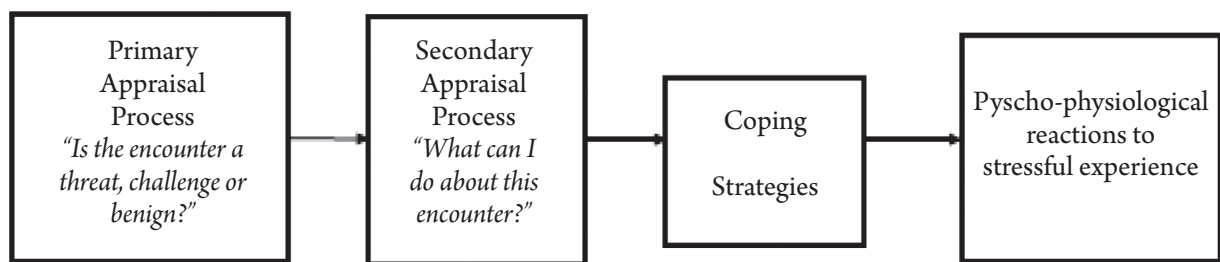 Primary
Appraisal
Process
“Is the encounter a
threat, challenge or
benign?”
Secondary
Appraisal
Process
“What can I
do about this
encounter?”
Coping
Strategies
Pyscho-physiological
reactions to
stressful experience